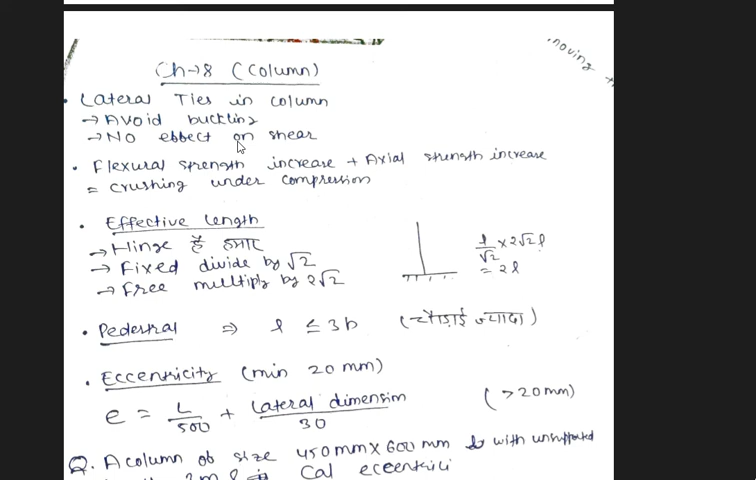 moving
Ch→8 (Column)
• Lateral Ties in column
→ Avoid buckling
→ No effect on shear
• Flexural strength increase + Axial strength increase
= crushing under compression
• Effective length
→ Hinge है हमारे
→ Fixed divide by √2
→ Free multiply by 2√2
l/√2 × 2√2 l
= 2l
• Pedestral ⇒ l ≤ 3b (चौड़ाई ज्यादा)
• Eccentricity (min 20 mm)
e = L/500 + lateral dimension/30 (>20mm)
Q. A column of size 450mm×600 mm with unsupported
Cal